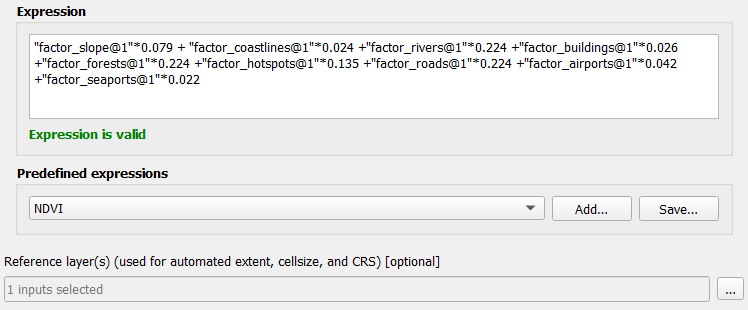 Expression
"factor_slope@1"*0.079 + "factor_coastlines@1"*0.024 +"factor_rivers@1"*0.224 +"factor_buildings@1"*0.026
+"factor_forests@1"*0.224 +"factor_hotspots@1"*0.135 +"factor_roads@1"*0.224 +"factor_airports@1"*0.042
+"factor_seaports@1"*0.022
Expression is valid
Predefined expressions
NDVI
Add...
Save...
Reference layer(s) (used for automated extent, cellsize, and CRS) [optional]
1 inputs selected
...